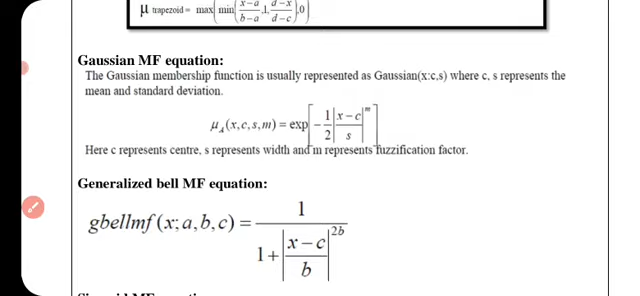 μ trapezoid = max(min(x-a/b-a, 1, d-x/d-c), 0)
Gaussian MF equation:
The Gaussian membership function is usually represented as Gaussian(x:c,s) where c, s represents the
mean and standard deviation.
μ_A(x,c,s,m) = exp[-1/2 |x-c/s|^m]
Here c represents centre, s represents width and m represents fuzzification factor.
Generalized bell MF equation:
gbellmf(x;a,b,c) = 1/(1+|x-c/b|^2b)